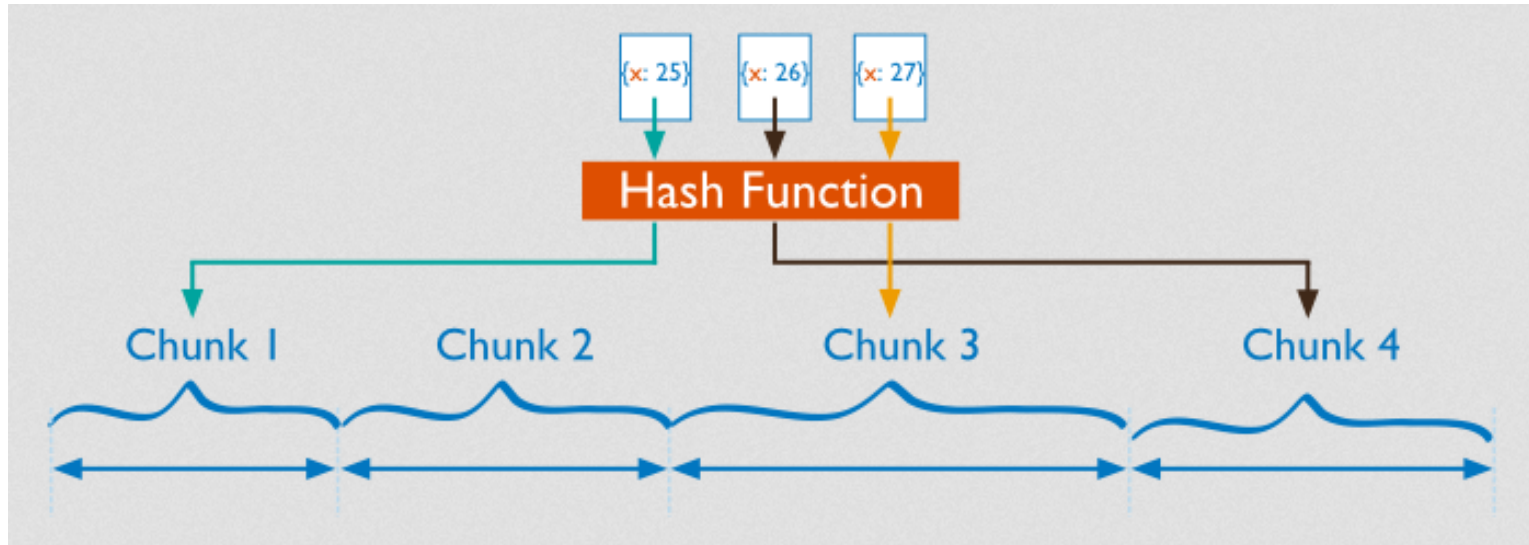 {x: 25} {x: 26} {x: 27}
Hash Function
Chunk 1 Chunk 2 Chunk 3 Chunk 4